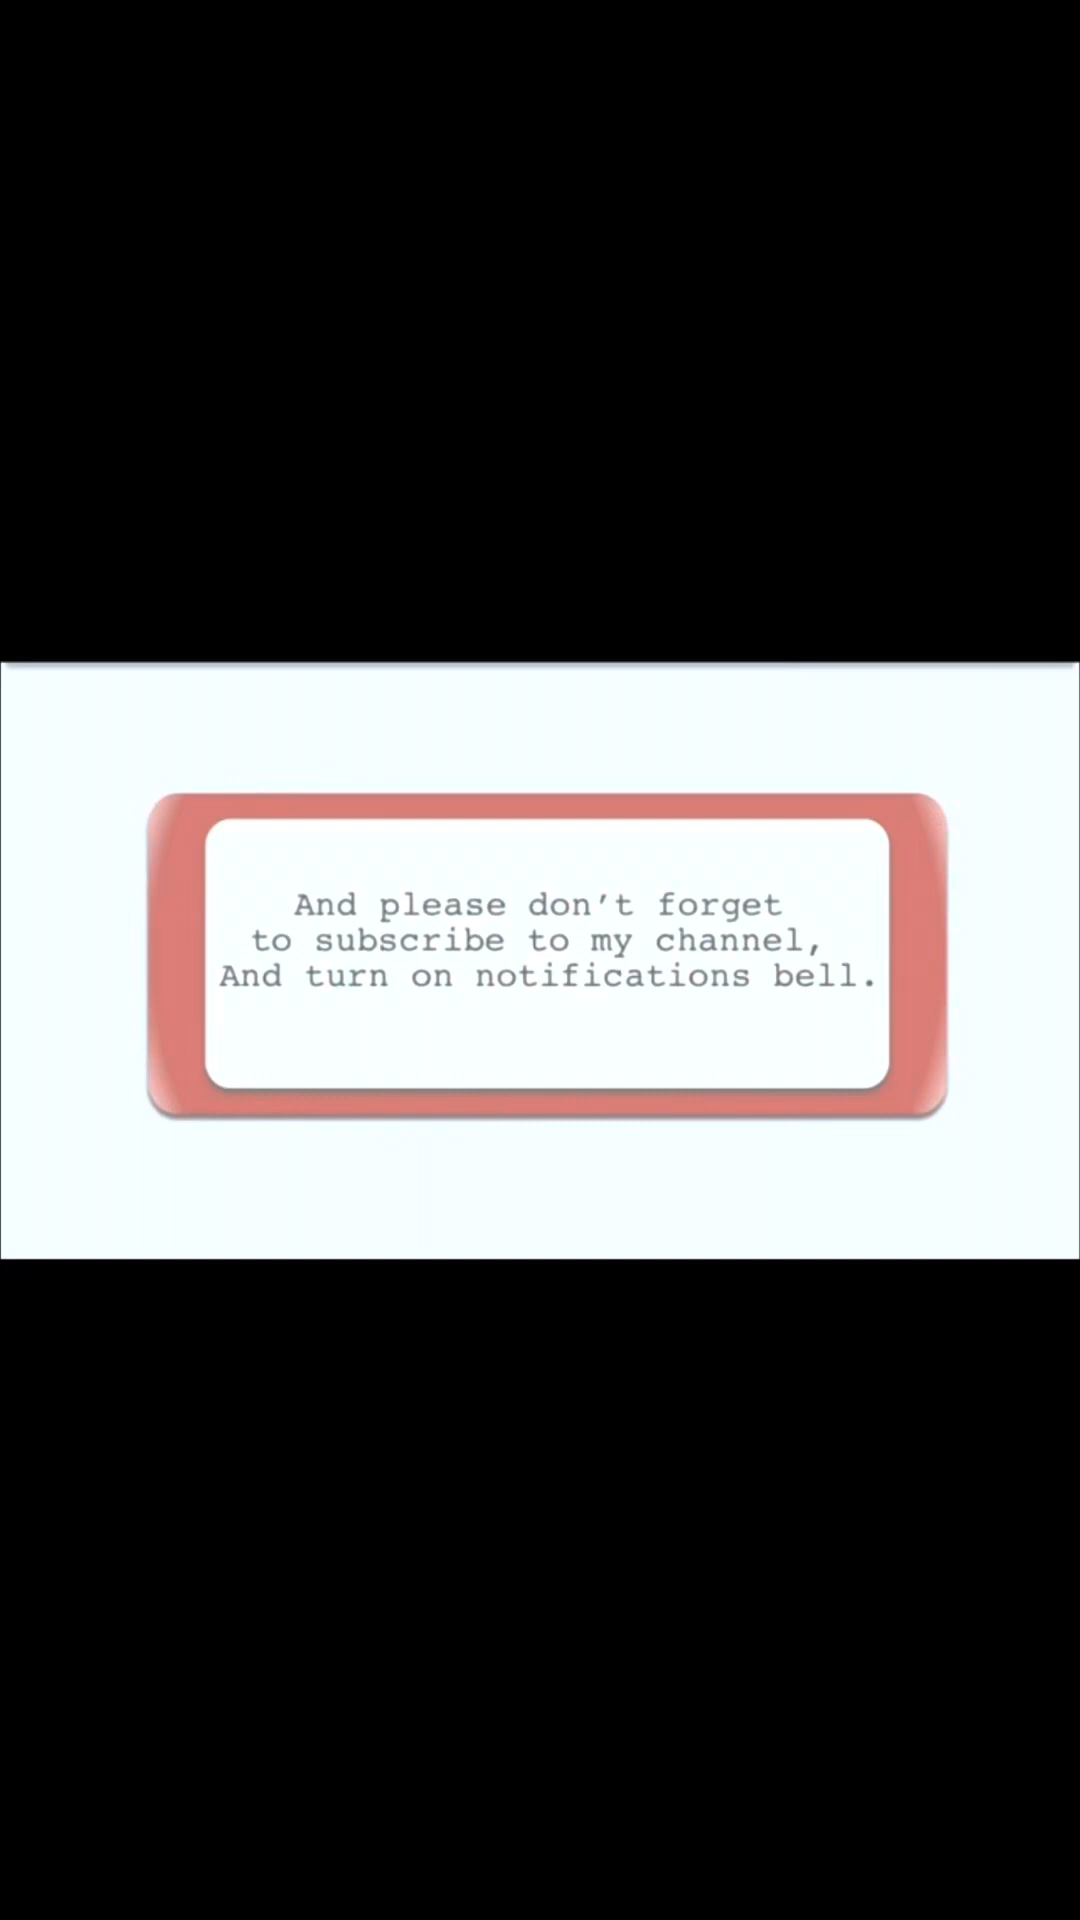 And please don’t forget
to subscribe to my channel,
And turn on notifications bell.